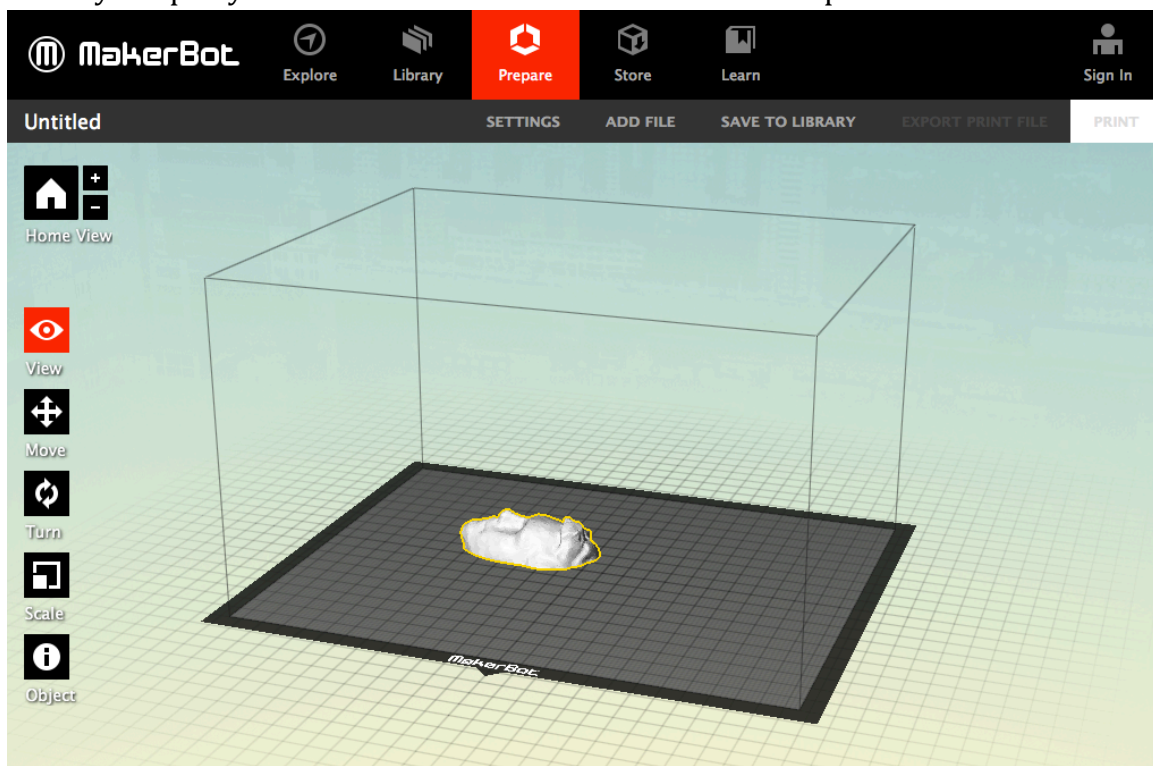 MakerBot
Explore
Library
Prepare
Store
Learn
Sign In
Untitled
SETTINGS
ADD FILE
SAVE TO LIBRARY
EXPORT PRINT FILE
PRINT
+
-
Home View
View
Move
Turn
Scale
Object
MakerBot